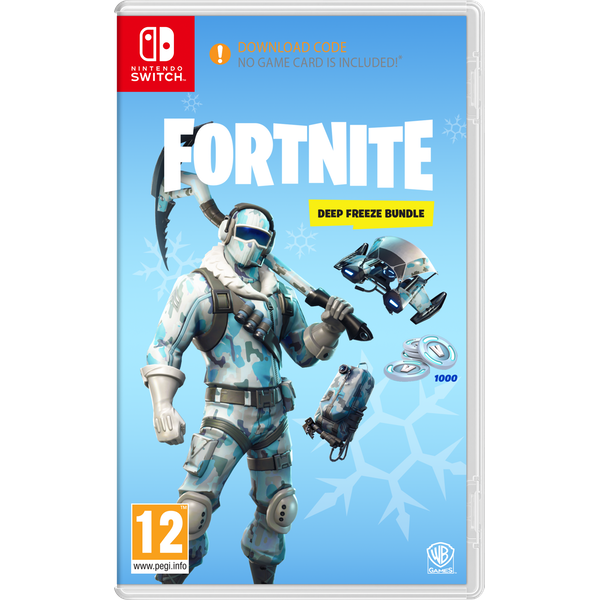 NINTENDO
SWITCH™
! DOWNLOAD CODE
NO GAME CARD IS INCLUDED!*
FORTNITE
DEEP FREEZE BUNDLE
V
1000
12
www.pegi.info
WB
GAMES